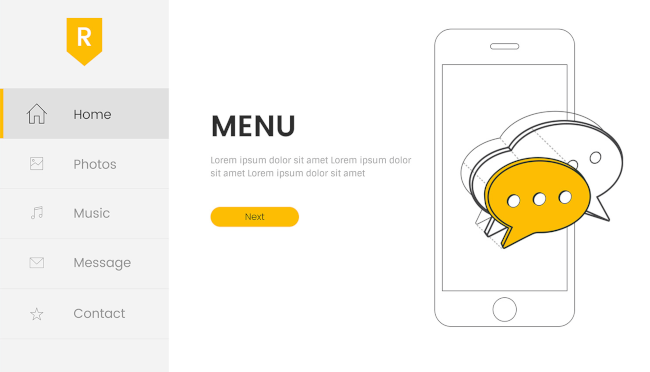 R
Home
Photos
Music
Message
Contact
MENU
Lorem ipsum dolor sit amet Lorem ipsum dolor
sit amet Lorem ipsum dolor sit amet
Next